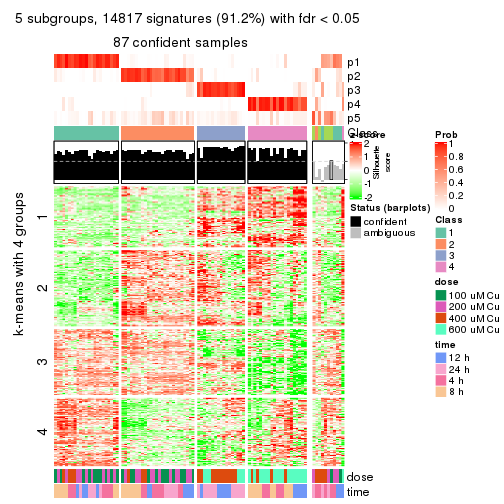 5 subgroups, 14817 signatures (91.2%) with fdr < 0.05
87 confident samples
p1
p2
p3
p4
p5
Class
z-score
2
1
0
-1
-2
Silhouette
score
Status (barplots)
confident
ambiguous
Prob
1
0.8
0.6
0.4
0.2
0
Class
1
2
3
4
dose
100 uM Cu
200 uM Cu
400 uM Cu
600 uM Cu
time
12 h
24 h
4 h
8 h
k-means with 4 groups
1
2
3
4
dose
time